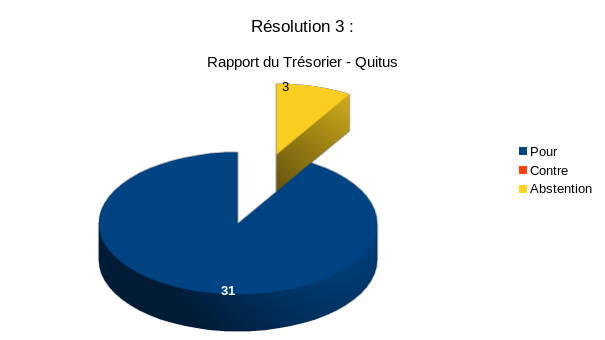 Résolution 3 :
Rapport du Trésorier - Quitus
3
Pour
Contre
Abstention
31